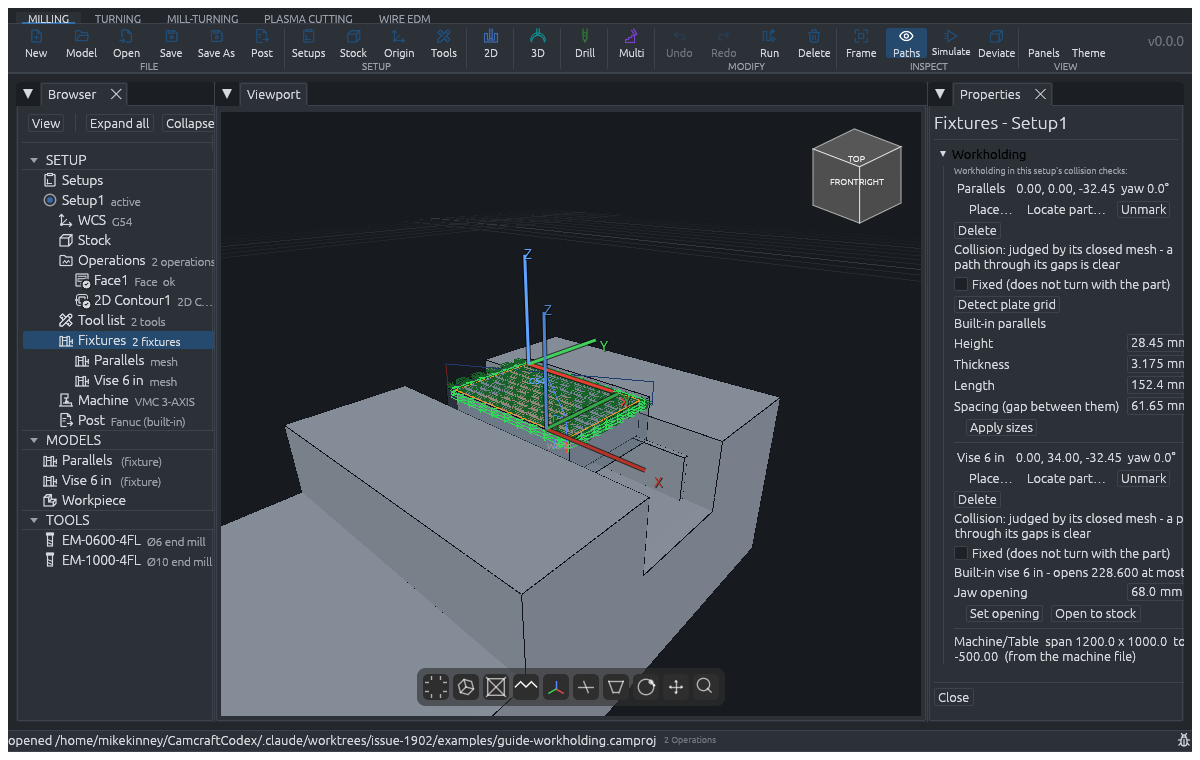 MILLING TURNING MILL-TURNING PLASMA CUTTING WIRE EDM
New Model Open Save Save As Post Setups Stock Origin Tools 2D 3D Drill Multi Undo Redo Run Delete Frame Paths Simulate Deviate Panels Theme v0.0.0
FILE SETUP MODIFY INSPECT VIEW
Browser
View Expand all Collapse
SETUP
Setups
Setup1 active
WCS G54
Stock
Operations 2 operations
Face1 Face ok
2D Contour1 2D C...
Tool list 2 tools
Fixtures 2 fixtures
Parallels mesh
Vise 6 in mesh
Machine VMC 3-AXIS
Post Fanuc (built-in)
MODELS
Parallels (fixture)
Vise 6 in (fixture)
Workpiece
TOOLS
EM-0600-4FL Ø6 end mill
EM-1000-4FL Ø10 end mill
Viewport
TOP
FRONT RIGHT
Z
Z
Y
X
Properties
Fixtures - Setup1
Workholding
Workholding in this setup's collision checks:
Parallels 0.00, 0.00, -32.45 yaw 0.0°
Place... Locate part... Unmark
Delete
Collision: judged by its closed mesh - a
path through its gaps is clear
Fixed (does not turn with the part)
Detect plate grid
Built-in parallels
Height 28.45 mm
Thickness 3.175 mm
Length 152.4 mm
Spacing (gap between them) 61.65 mm
Apply sizes
Vise 6 in 0.00, 34.00, -32.45 yaw 0.0°
Place... Locate part... Unmark
Delete
Collision: judged by its closed mesh - a p
through its gaps is clear
Fixed (does not turn with the part)
Built-in vise 6 in - opens 228.600 at most
Jaw opening 68.0 mm
Set opening Open to stock
Machine/Table span 1200.0 x 1000.0 to
-500.00 (from the machine file)
Close
opened /home/mikekinney/CamcraftCodex/.claude/worktrees/issue-1902/examples/guide-workholding.camproj 2 Operations